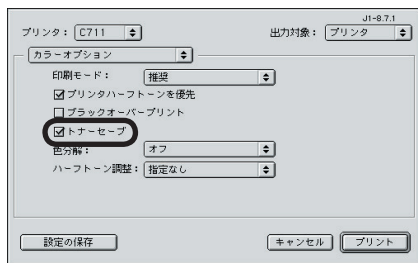 J1-8.7.1
プリンタ： C711 出力対象： プリンタ
カラーオプション
印刷モード： 推奨
プリンタハーフトーンを優先
ブラックオーバープリント
トナーセーブ
色分解： オフ
ハーフトーン調整： 指定なし
設定の保存 キャンセル プリント